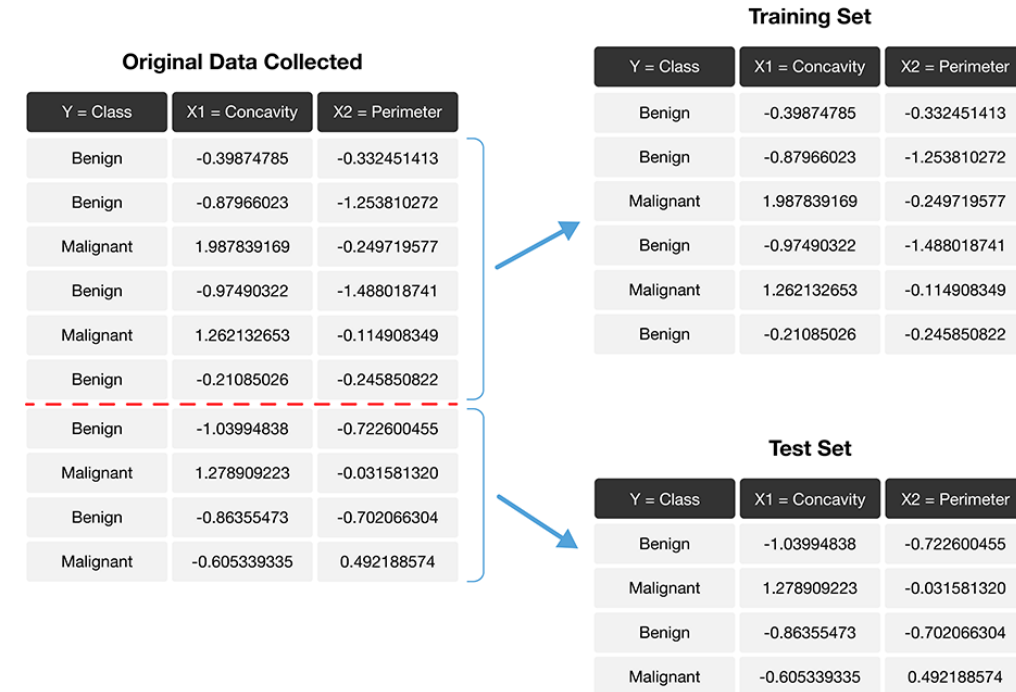 Original Data Collected
Y = Class X1 = Concavity X2 = Perimeter
Benign -0.39874785 -0.332451413
Benign -0.87966023 -1.253810272
Malignant 1.987839169 -0.249719577
Benign -0.97490322 -1.488018741
Malignant 1.262132653 -0.114908349
Benign -0.21085026 -0.245850822
Benign -1.03994838 -0.722600455
Malignant 1.278909223 -0.031581320
Benign -0.86355473 -0.702066304
Malignant -0.605339335 0.492188574
Training Set
Y = Class X1 = Concavity X2 = Perimeter
Benign -0.39874785 -0.332451413
Benign -0.87966023 -1.253810272
Malignant 1.987839169 -0.249719577
Benign -0.97490322 -1.488018741
Malignant 1.262132653 -0.114908349
Benign -0.21085026 -0.245850822
Test Set
Y = Class X1 = Concavity X2 = Perimeter
Benign -1.03994838 -0.722600455
Malignant 1.278909223 -0.031581320
Benign -0.86355473 -0.702066304
Malignant -0.605339335 0.492188574